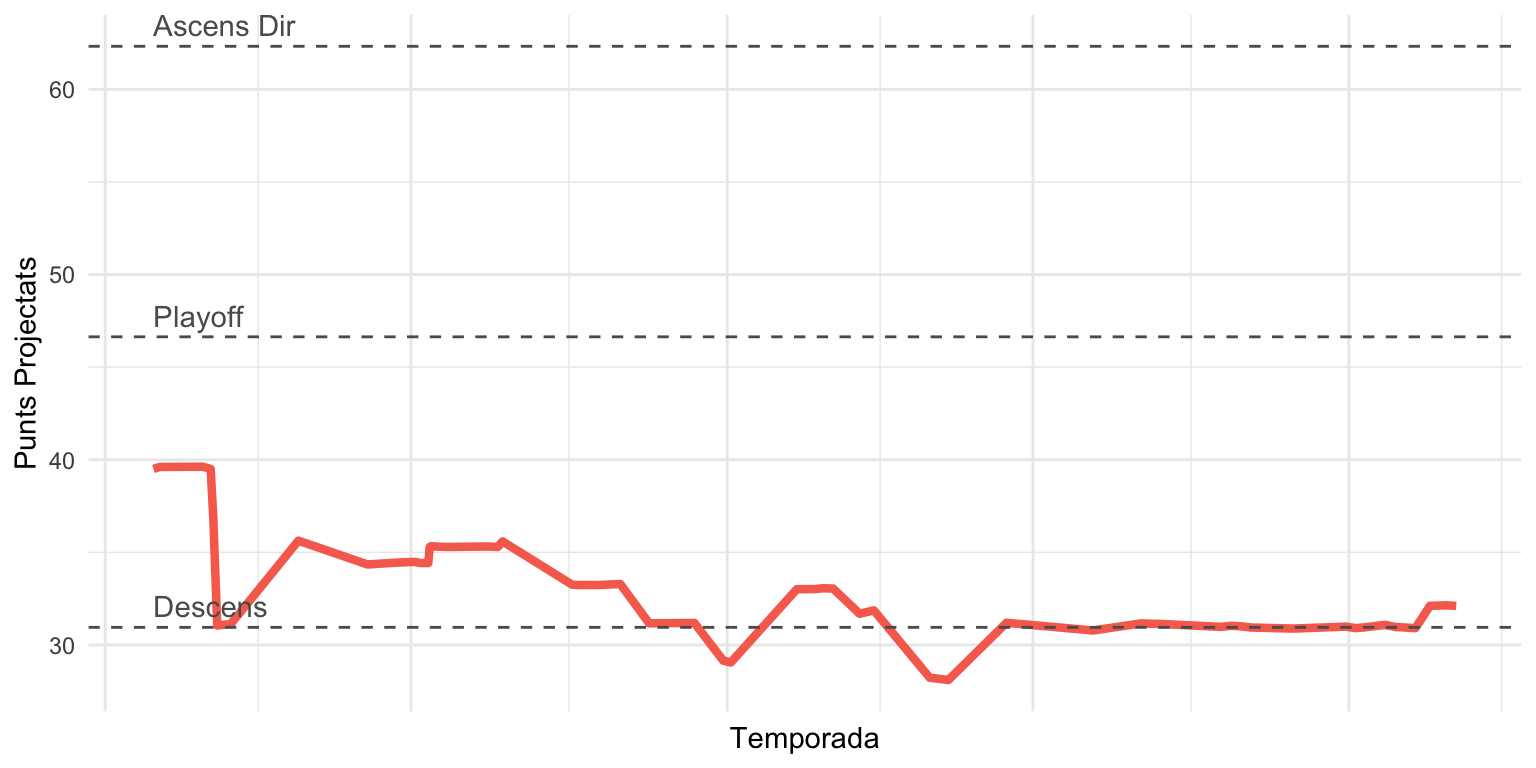 Ascens Dir
60
50
Playoff
40
Descens
30
Punts Projectats
Temporada